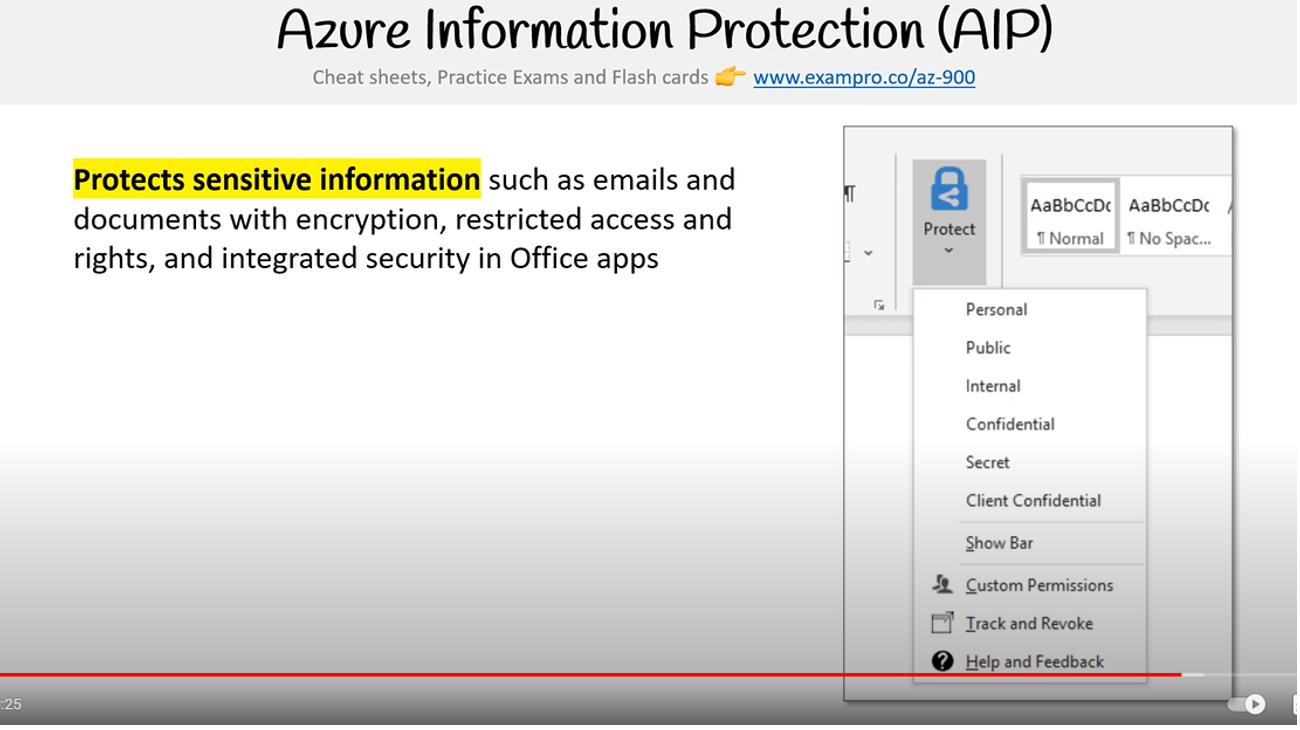 Azure Information Protection (AIP)
Cheat sheets, Practice Exams and Flash cards 👉 www.exampro.co/az-900
Protects sensitive information such as emails and
documents with encryption, restricted access and
rights, and integrated security in Office apps
Protect
AaBbCcDc AaBbCcDc
¶ Normal ¶ No Spac...
Personal
Public
Internal
Confidential
Secret
Client Confidential
Show Bar
Custom Permissions
Track and Revoke
Help and Feedback
:25